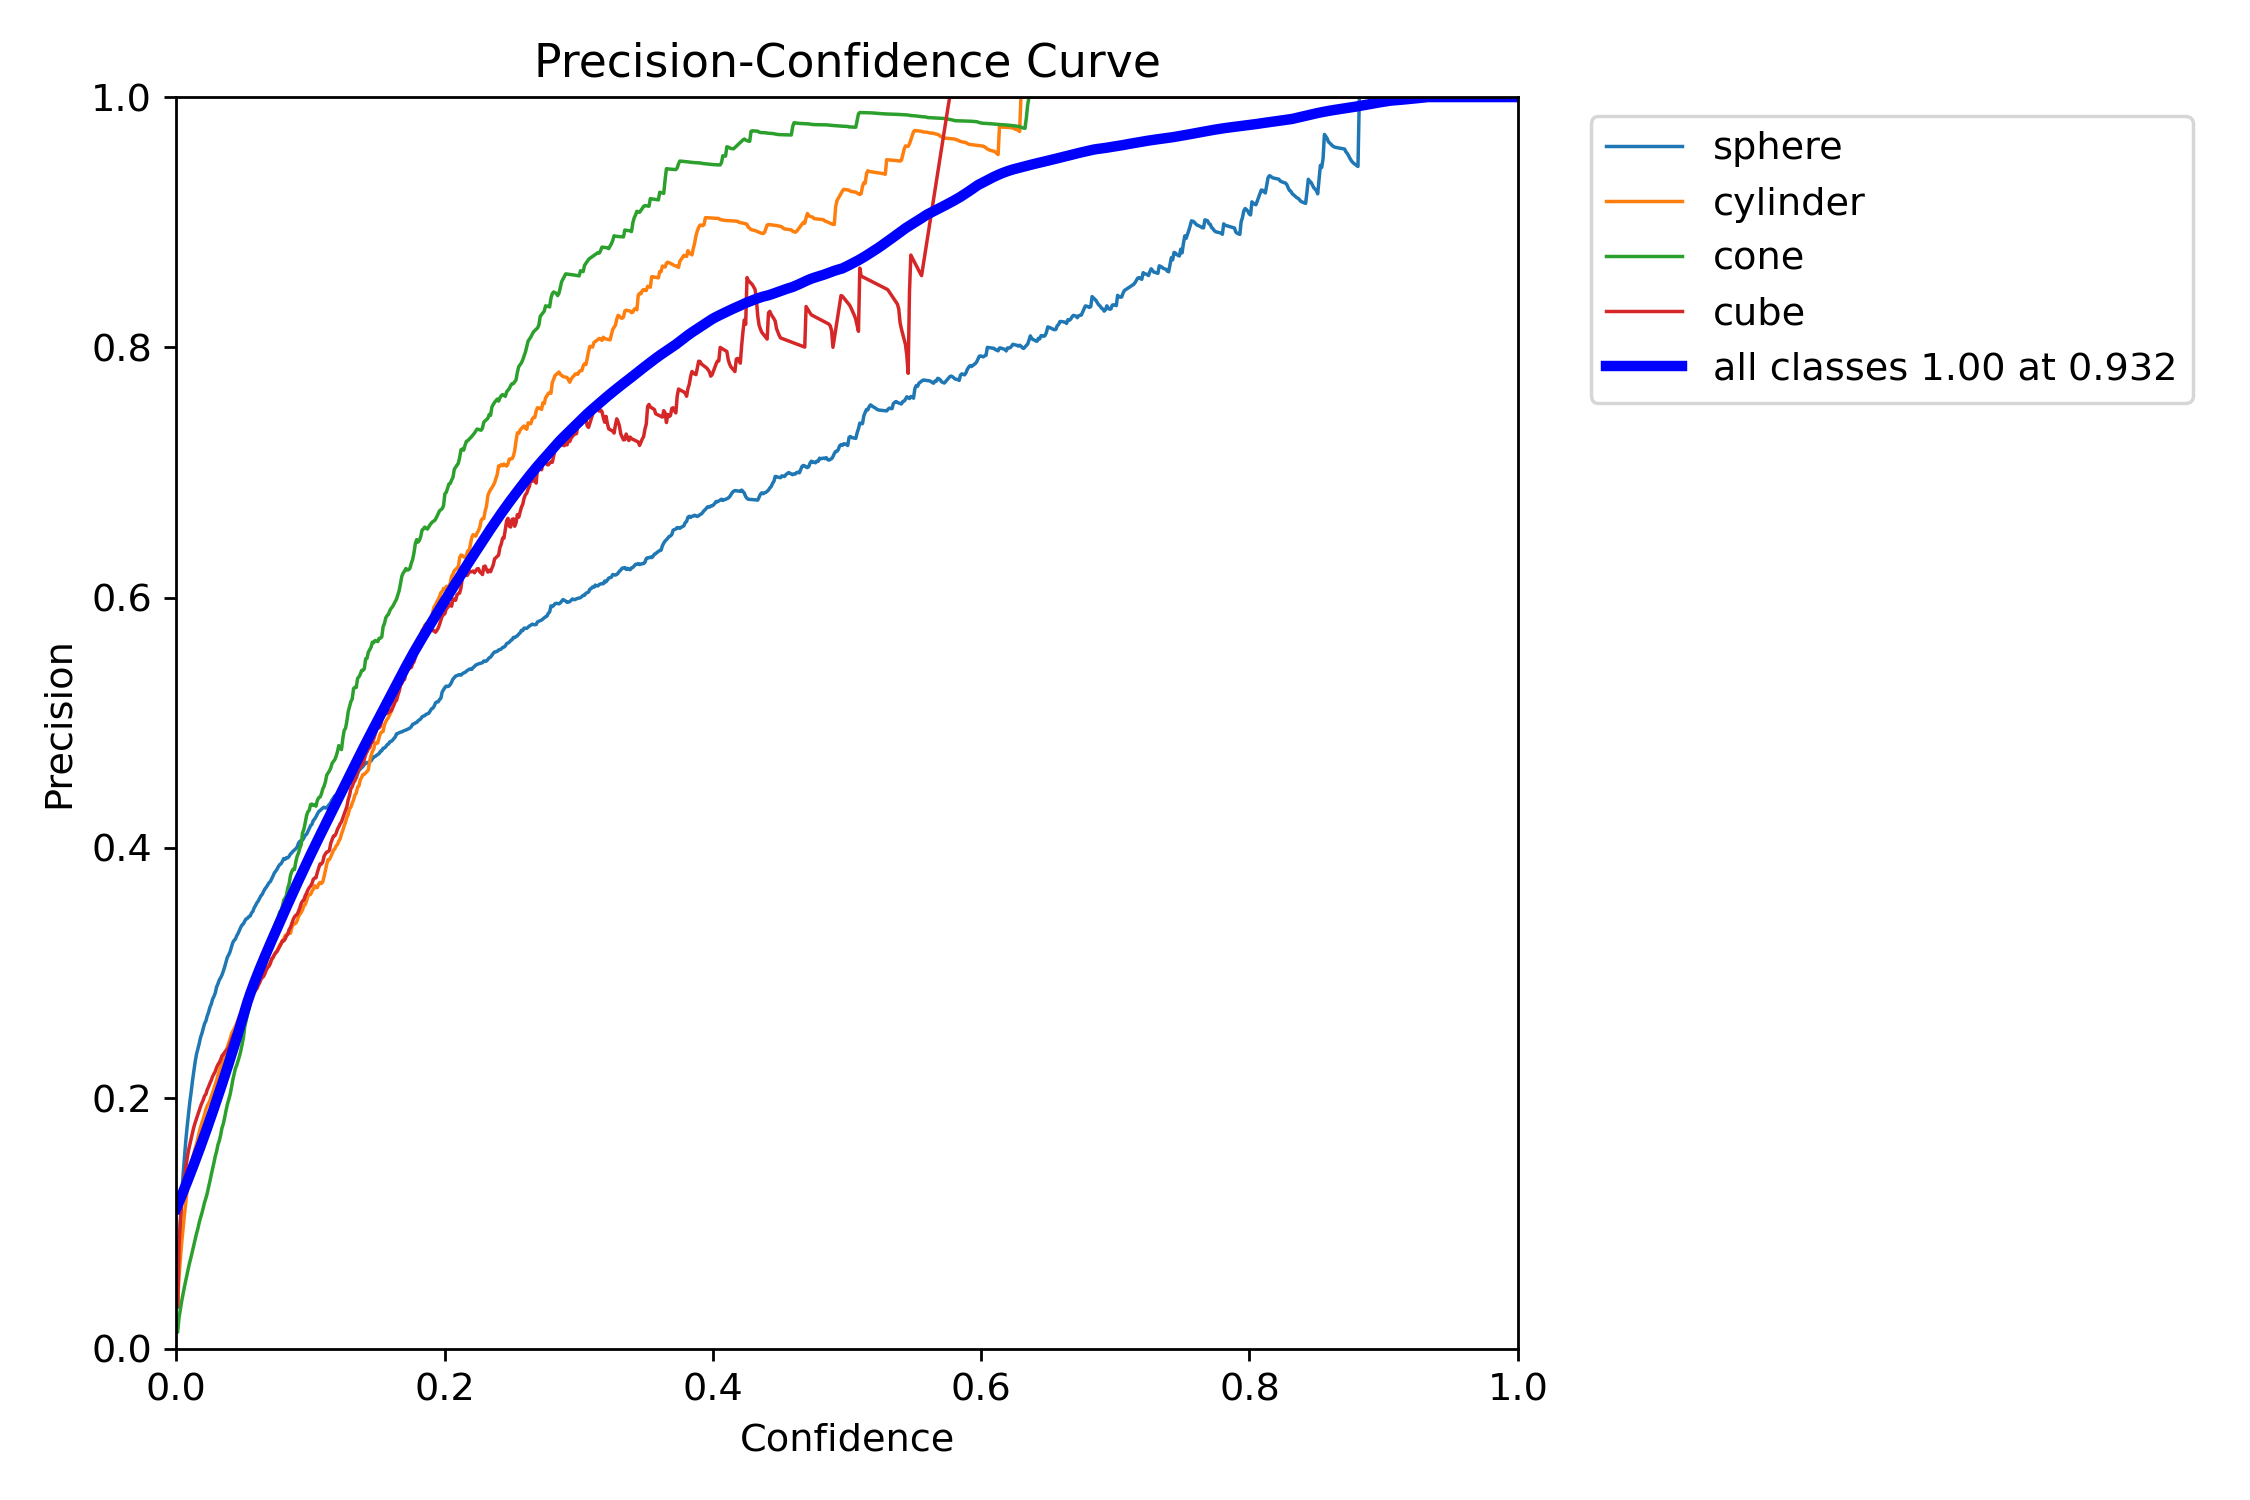 Precision-Confidence Curve
1.0
0.8
0.6
0.4
0.2
0.0
Precision
0.0 0.2 0.4 0.6 0.8 1.0
Confidence
sphere
cylinder
cone
cube
all classes 1.00 at 0.932